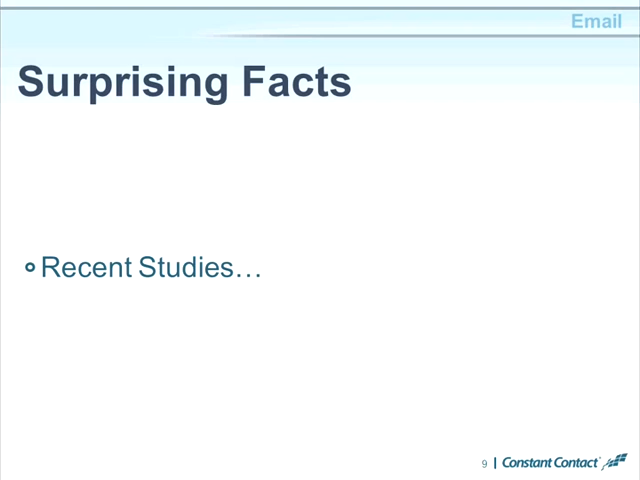 Email
Surprising Facts
Recent Studies…
9 | Constant Contact